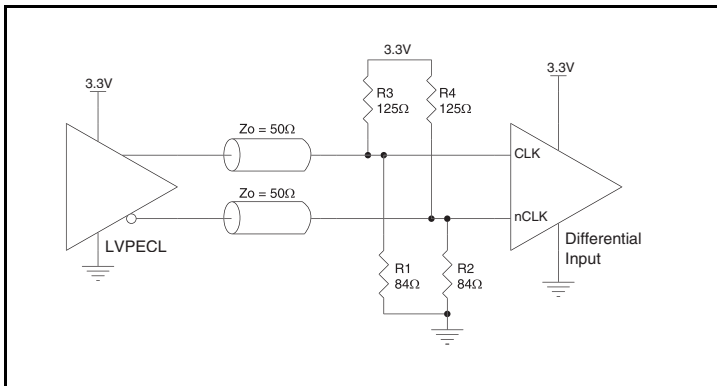 3.3V
3.3V
3.3V
R3
125Ω
R4
125Ω
Zo = 50Ω
CLK
Zo = 50Ω
nCLK
LVPECL
Differential
Input
R1
84Ω
R2
84Ω